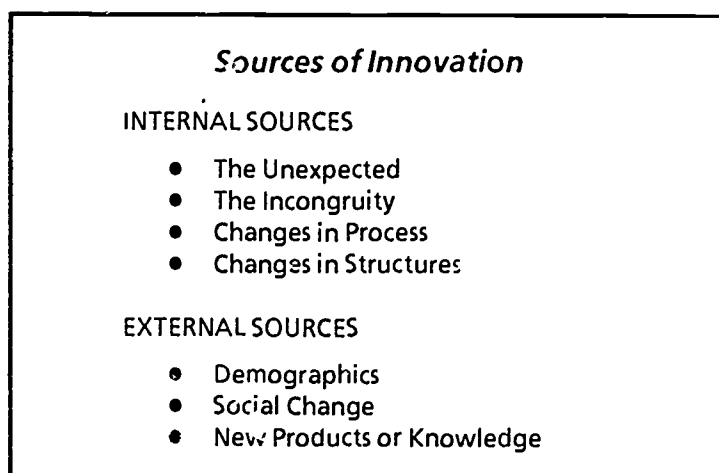 Sources of Innovation
INTERNAL SOURCES
● The Unexpected
● The Incongruity
● Changes in Process
● Changes in Structures
EXTERNAL SOURCES
● Demographics
● Social Change
● New Products or Knowledge